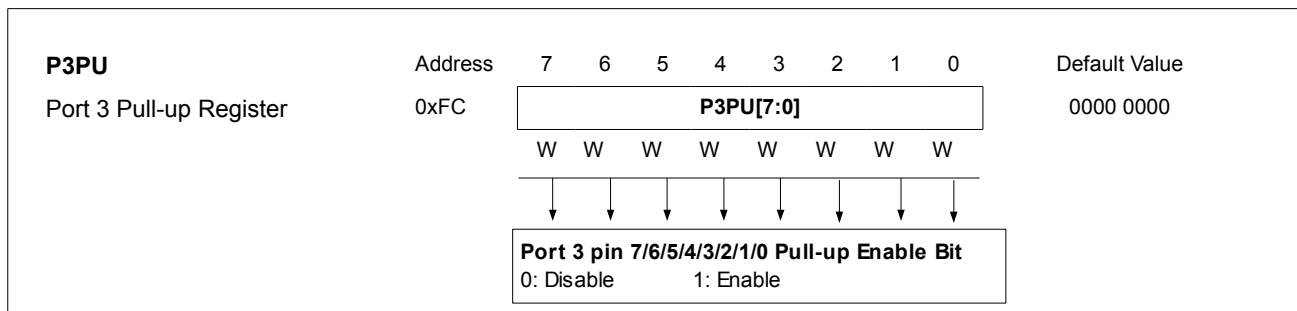 P3PU Address 7 6 5 4 3 2 1 0 Default Value
Port 3 Pull-up Register 0xFC P3PU[7:0] 0000 0000
W W W W W W W W
Port 3 pin 7/6/5/4/3/2/1/0 Pull-up Enable Bit
0: Disable 1: Enable